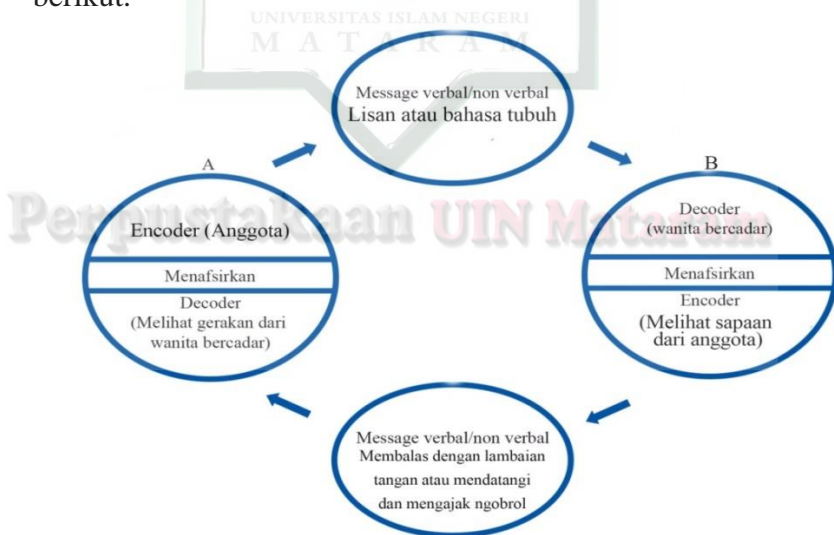 berikut.
UNIVERSITAS ISLAM NEGERI
M A T A R A M
Message verbal/non verbal
Lisan atau bahasa tubuh
A
B
Perpustakaan UIN Mataram
Encoder (Anggota)
Menafsirkan
Decoder
(Melihat gerakan dari
wanita bercadar)
Decoder
(wanita bercadar)
Menafsirkan
Encoder
(Melihat sapaan
dari anggota)
Message verbal/non verbal
Membalas dengan lambaian
tangan atau mendatangi
dan mengajak ngobrol